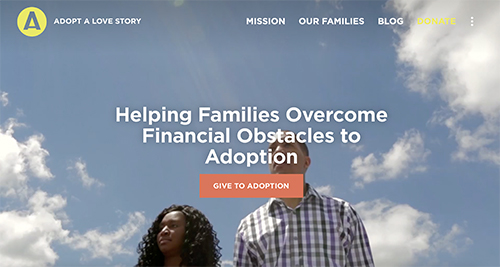 A
ADOPT A LOVE STORY
MISSION OUR FAMILIES BLOG DONATE
Helping Families Overcome
Financial Obstacles to
Adoption
GIVE TO ADOPTION